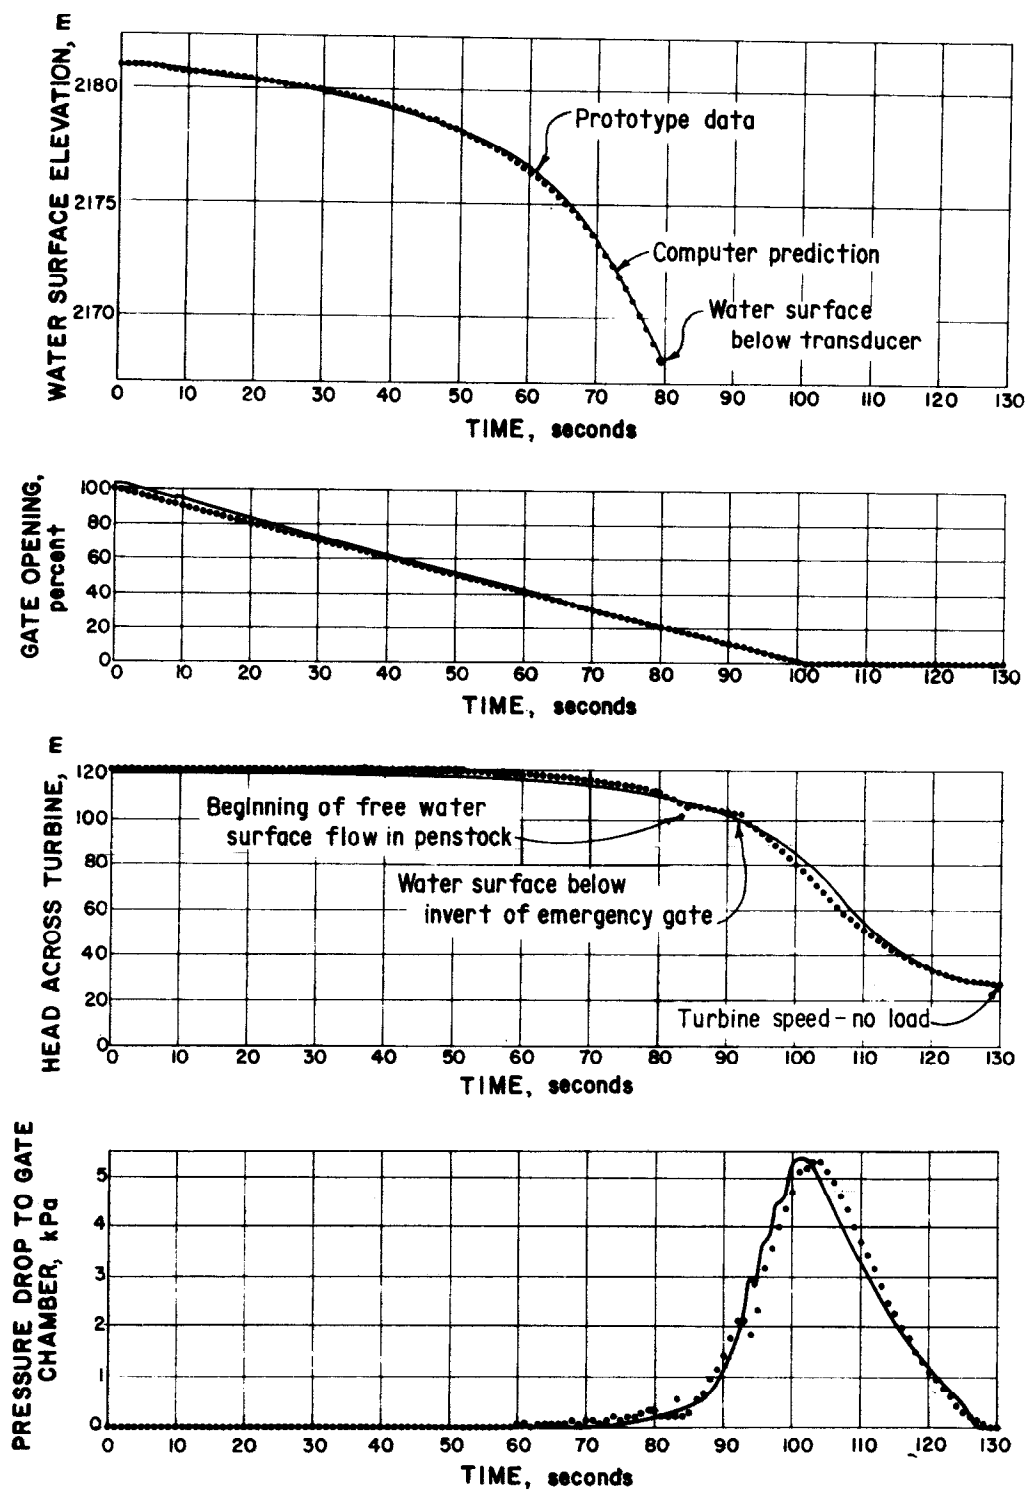 WATER SURFACE ELEVATION, m
2180
2175
2170
Prototype data
Computer prediction
Water surface
below transducer
0 10 20 30 40 50 60 70 80 90 100 110 120 130
TIME, seconds
GATE OPENING,
percent
100
80
60
40
20
0
0 10 20 30 40 50 60 70 80 90 100 110 120 130
TIME, seconds
HEAD ACROSS TURBINE, m
120
100
80
60
40
20
0
Beginning of free water
surface flow in penstock
Water surface below
invert of emergency gate
Turbine speed - no load
0 10 20 30 40 50 60 70 80 90 100 110 120 130
TIME, seconds
PRESSURE DROP TO GATE
CHAMBER, kPa
5
4
3
2
1
0
0 10 20 30 40 50 60 70 80 90 100 110 120 130
TIME, seconds